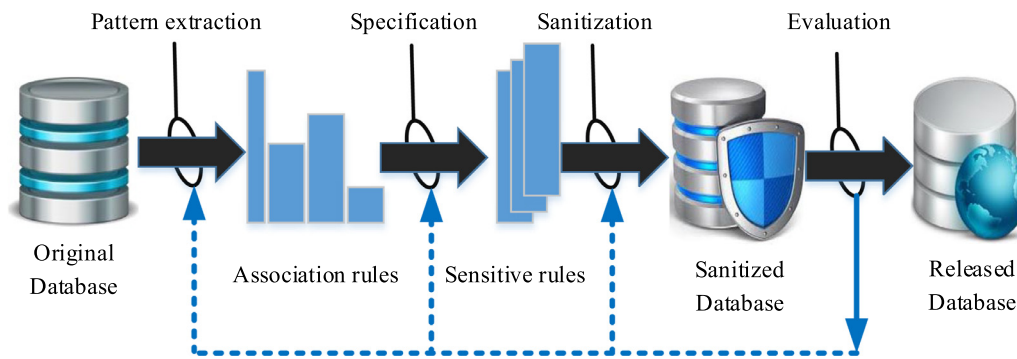 Pattern extraction
Specification
Sanitization
Evaluation
Original
Database
Association rules
Sensitive rules
Sanitized
Database
Released
Database